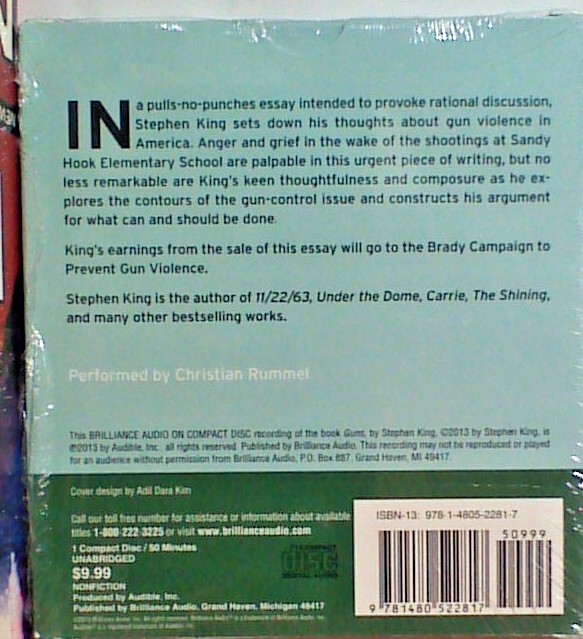 IN a pulls-no-punches essay intended to provoke rational discussion,
Stephen King sets down his thoughts about gun violence in
America. Anger and grief in the wake of the shootings at Sandy
Hook Elementary School are palpable in this urgent piece of writing, but no
less remarkable are King's keen thoughtfulness and composure as he ex-
plores the contours of the gun-control issue and constructs his argument
for what can and should be done.
King's earnings from the sale of this essay will go to the Brady Campaign to
Prevent Gun Violence.
Stephen King is the author of 11/22/63, Under the Dome, Carrie, The Shining,
and many other bestselling works.
Performed by Christian Rummel
This BRILLIANCE AUDIO ON COMPACT DISC recording of the book Guns, by Stephen King, ©2013 by Stephen King, is
℗2013 by Audible, Inc., all rights reserved. Published by Brilliance Audio. This recording may not be reproduced or played
for an audience without permission from Brilliance Audio, P.O. Box 887, Grand Haven, MI 49417.
Cover design by Adil Dara Kim
Call our toll free number for assistance or information about available
titles 1-800-222-3225 or visit www.brillianceaudio.com
1 Compact Disc / 50 Minutes
UNABRIDGED
$9.99
NONFICTION
Produced by Audible, Inc.
Published by Brilliance Audio, Grand Haven, Michigan 49417
COMPACT
disc
DIGITAL AUDIO
ISBN-13: 978-1-4805-2281-7
50999
9 781480 522817